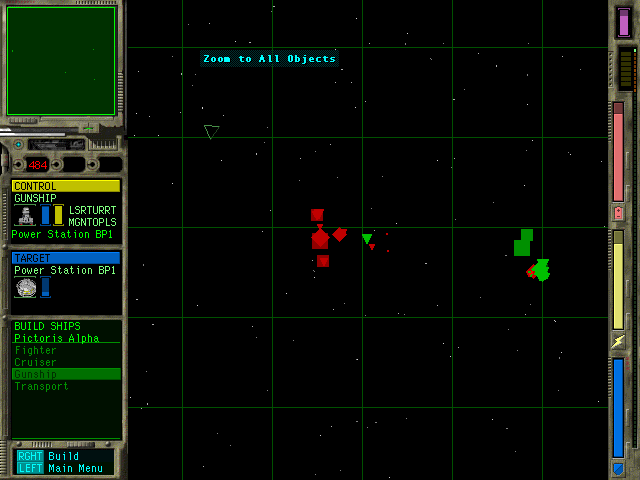 Zoom to All Objects
484
CONTROL
GUNSHIP
LSRTURRT
MGNTOPLS
Power Station BP1
TARGET
Power Station BP1
BUILD SHIPS
Pictoris Alpha
Fighter
Cruiser
Gunship
Transport
RGHT Build
LEFT Main Menu